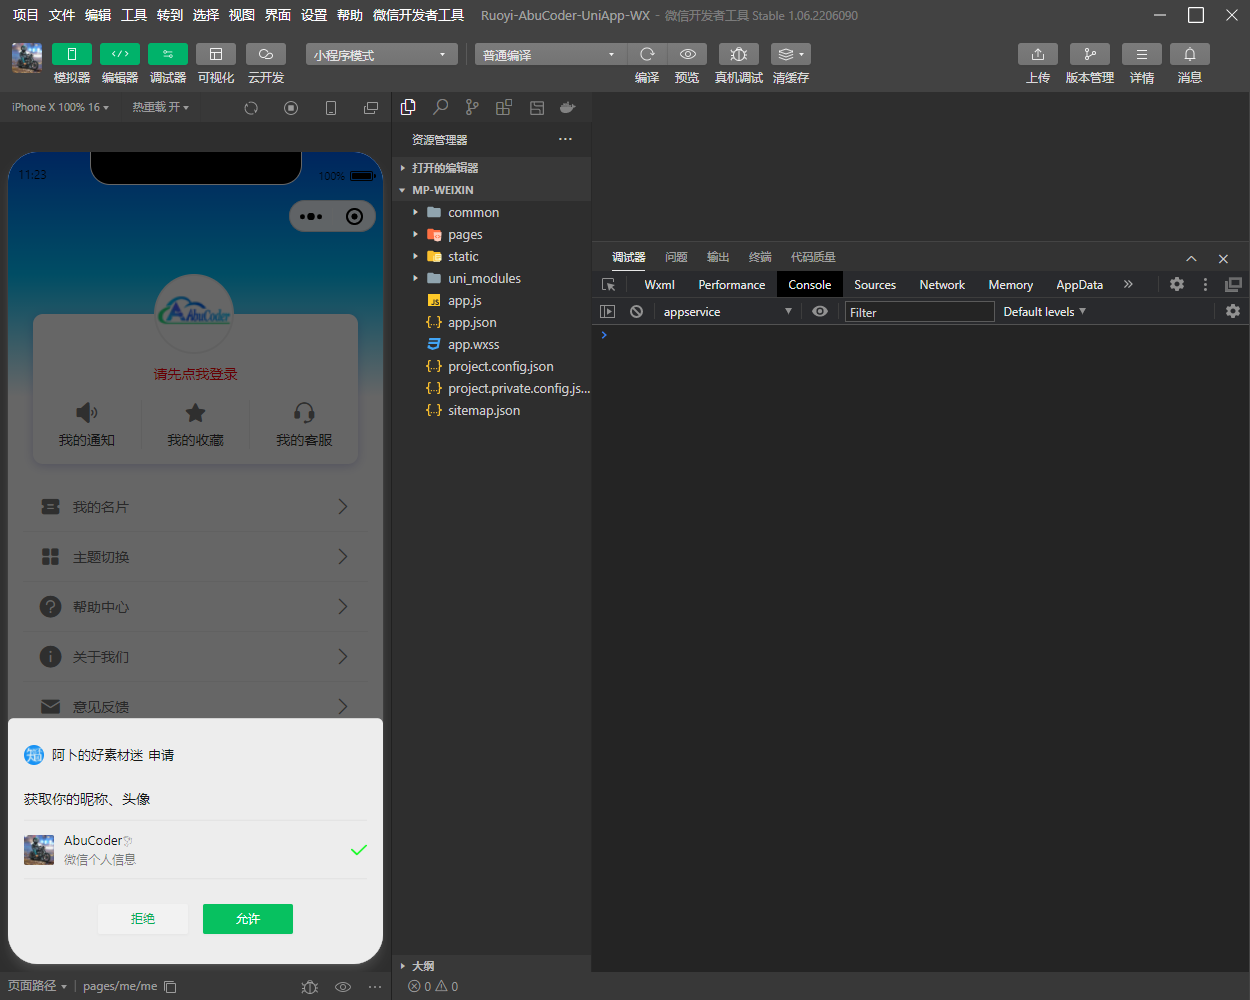 项目 文件 编辑 工具 转到 选择 视图 界面 设置 帮助 微信开发者工具 Ruoyi-AbuCoder-UniApp-WX - 微信开发者工具 Stable 1.06.2206090
模拟器 编辑器 调试器 可视化 云开发 小程序模式 普通编译 编译 预览 真机调试 清缓存 上传 版本管理 详情 消息
iPhone X 100% 16 热重载 开
11:23 100%
AbuCoder
请先点我登录
我的通知 我的收藏 我的客服
我的名片
主题切换
帮助中心
关于我们
意见反馈
知 阿卜的好素材迷 申请
获取你的昵称、头像
AbuCoder
微信个人信息
拒绝 允许
页面路径 pages/me/me
资源管理器
打开的编辑器
MP-WEIXIN
common
pages
static
uni_modules
app.js
app.json
app.wxss
project.config.json
project.private.config.js...
sitemap.json
大纲
0 0
调试器 问题 输出 终端 代码质量
Wxml Performance Console Sources Network Memory AppData
appservice Filter Default levels